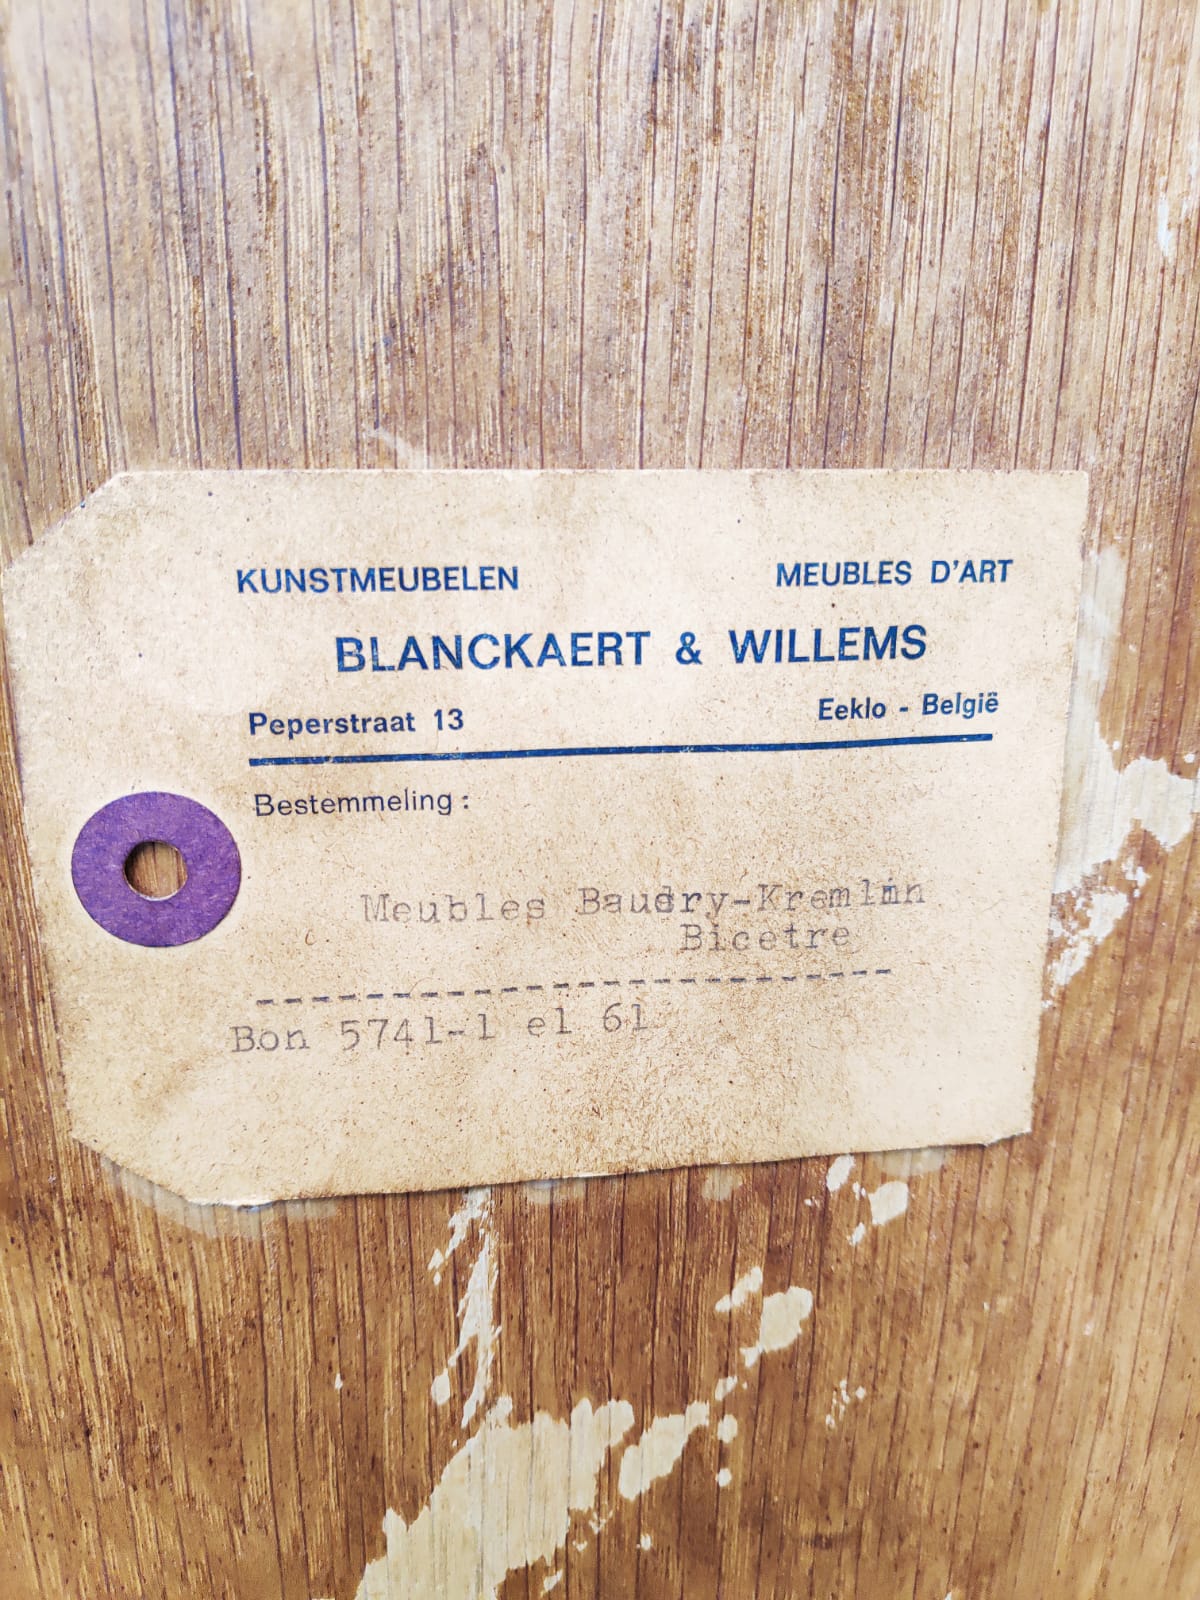 KUNSTMEUBELEN MEUBLES D'ART
BLANCKAERT & WILLEMS
Peperstraat 13 Eeklo - België
Bestemmeling :
Meubles Baudry-Kremlin
Bicetre
------------------------
Bon 5741-1 el 61